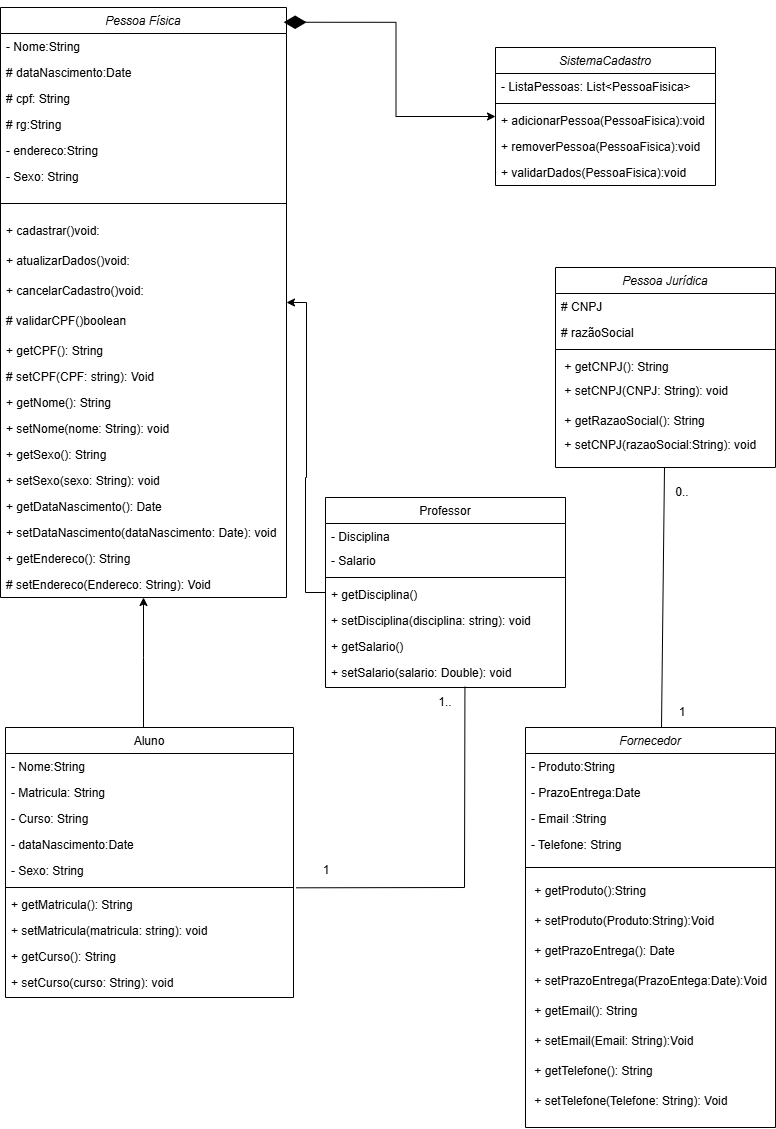 Pessoa Física
- Nome:String
# dataNascimento:Date
# cpf: String
# rg:String
- endereco:String
- Sexo: String
+ cadastrar()void:
+ atualizarDados()void:
+ cancelarCadastro()void:
# validarCPF()boolean
+ getCPF(): String
# setCPF(CPF: string): Void
+ getNome(): String
+ setNome(nome: String): void
+ getSexo(): String
+ setSexo(sexo: String): void
+ getDataNascimento(): Date
+ setDataNascimento(dataNascimento: Date): void
+ getEndereco(): String
# setEndereco(Endereco: String): Void
SistemaCadastro
- ListaPessoas: List<PessoaFisica>
+ adicionarPessoa(PessoaFisica):void
+ removerPessoa(PessoaFisica):void
+ validarDados(PessoaFisica):void
Pessoa Jurídica
# CNPJ
# razãoSocial
+ getCNPJ(): String
+ setCNPJ(CNPJ: String): void
+ getRazaoSocial(): String
+ setCNPJ(razaoSocial:String): void
0..
1
Professor
- Disciplina
- Salario
+ getDisciplina()
+ setDisciplina(disciplina: string): void
+ getSalario()
+ setSalario(salario: Double): void
1..
1
Aluno
- Nome:String
- Matricula: String
- Curso: String
- dataNascimento:Date
- Sexo: String
+ getMatricula(): String
+ setMatricula(matricula: string): void
+ getCurso(): String
+ setCurso(curso: String): void
Fornecedor
- Produto:String
- PrazoEntrega:Date
- Email :String
- Telefone: String
+ getProduto():String
+ setProduto(Produto:String):Void
+ getPrazoEntrega(): Date
+ setPrazoEntrega(PrazoEntega:Date):Void
+ getEmail(): String
+ setEmail(Email: String):Void
+ getTelefone(): String
+ setTelefone(Telefone: String): Void